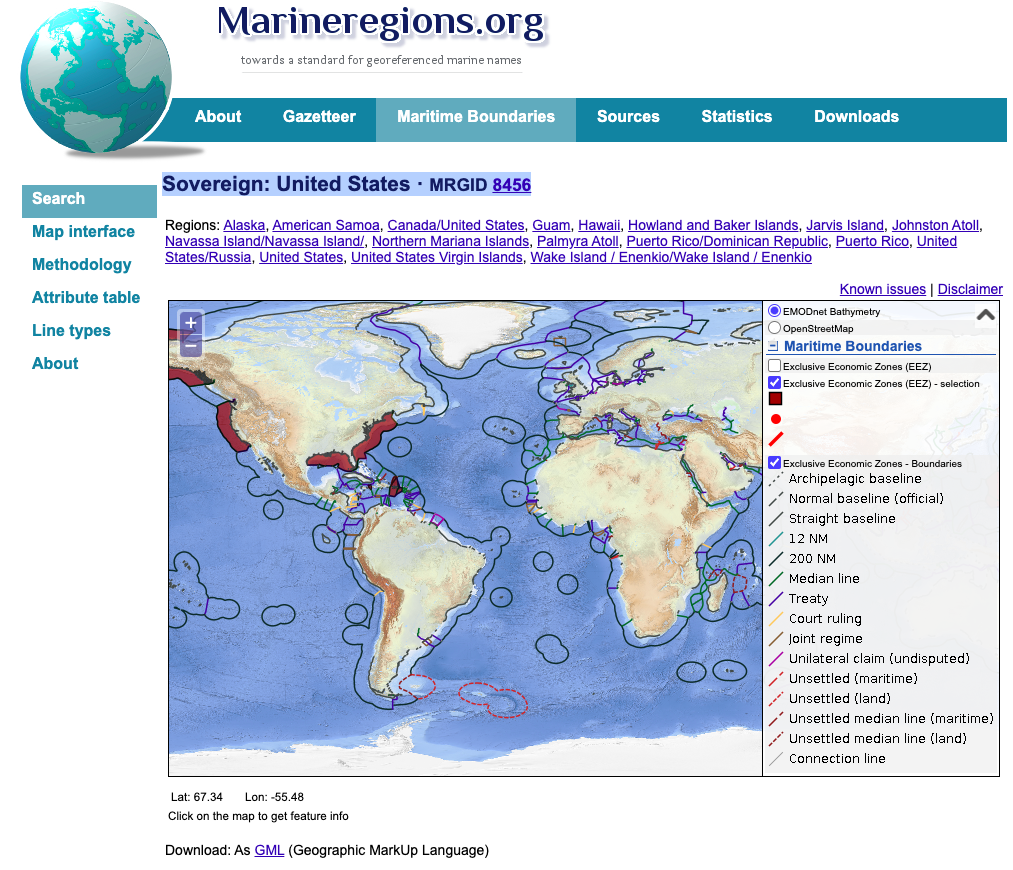 Marineregions.org
towards a standard for georeferenced marine names
About Gazetteer Maritime Boundaries Sources Statistics Downloads
Search
Map interface
Methodology
Attribute table
Line types
About
Sovereign: United States · MRGID 8456
Regions: Alaska, American Samoa, Canada/United States, Guam, Hawaii, Howland and Baker Islands, Jarvis Island, Johnston Atoll,
Navassa Island/Navassa Island/, Northern Mariana Islands, Palmyra Atoll, Puerto Rico/Dominican Republic, Puerto Rico, United
States/Russia, United States, United States Virgin Islands, Wake Island / Enenkio/Wake Island / Enenkio
Known issues | Disclaimer
+
−
EMODnet Bathymetry
OpenStreetMap
Maritime Boundaries
Exclusive Economic Zones (EEZ)
Exclusive Economic Zones (EEZ) - selection
Exclusive Economic Zones - Boundaries
Archipelagic baseline
Normal baseline (official)
Straight baseline
12 NM
200 NM
Median line
Treaty
Court ruling
Joint regime
Unilateral claim (undisputed)
Unsettled (maritime)
Unsettled (land)
Unsettled median line (maritime)
Unsettled median line (land)
Connection line
Lat: 67.34 Lon: -55.48
Click on the map to get feature info
Download: As GML (Geographic MarkUp Language)